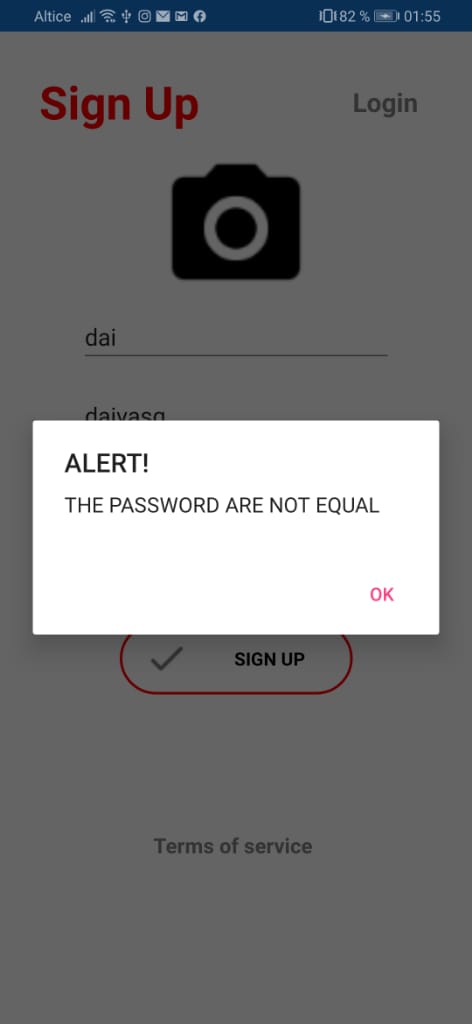 Altice 82 % 01:55
Sign Up Login
dai
daivasq
ALERT!
THE PASSWORD ARE NOT EQUAL
OK
SIGN UP
Terms of service